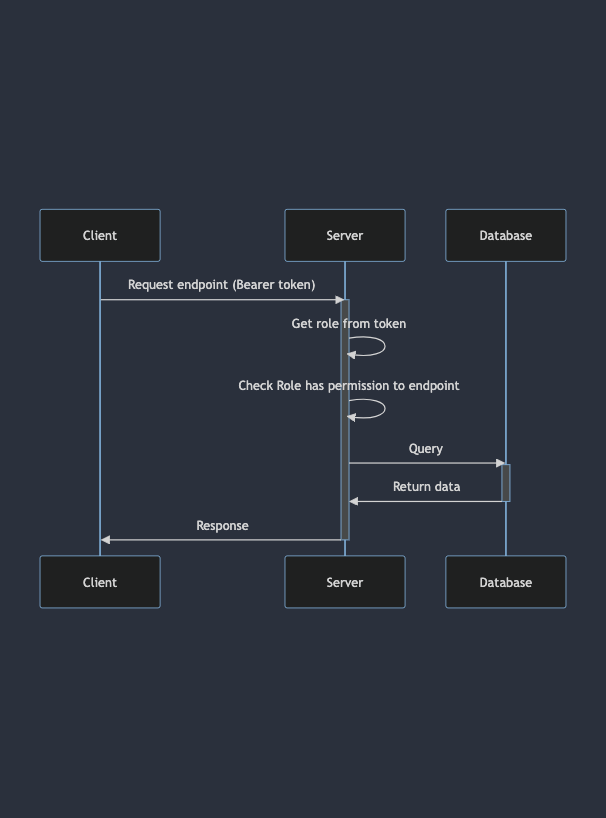 Client
Server
Database
Request endpoint (Bearer token)
Get role from token
Check Role has permission to endpoint
Query
Return data
Response
Client
Server
Database